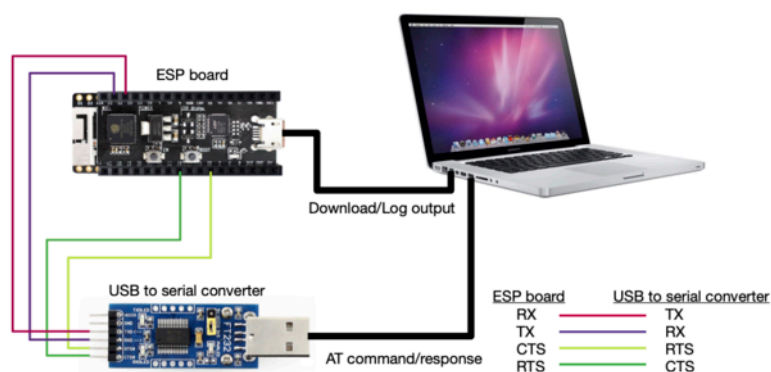 ESP board
Download/Log output
USB to serial converter
FT232
AT command/response
ESP board USB to serial converter
RX TX
TX RX
CTS RTS
RTS CTS